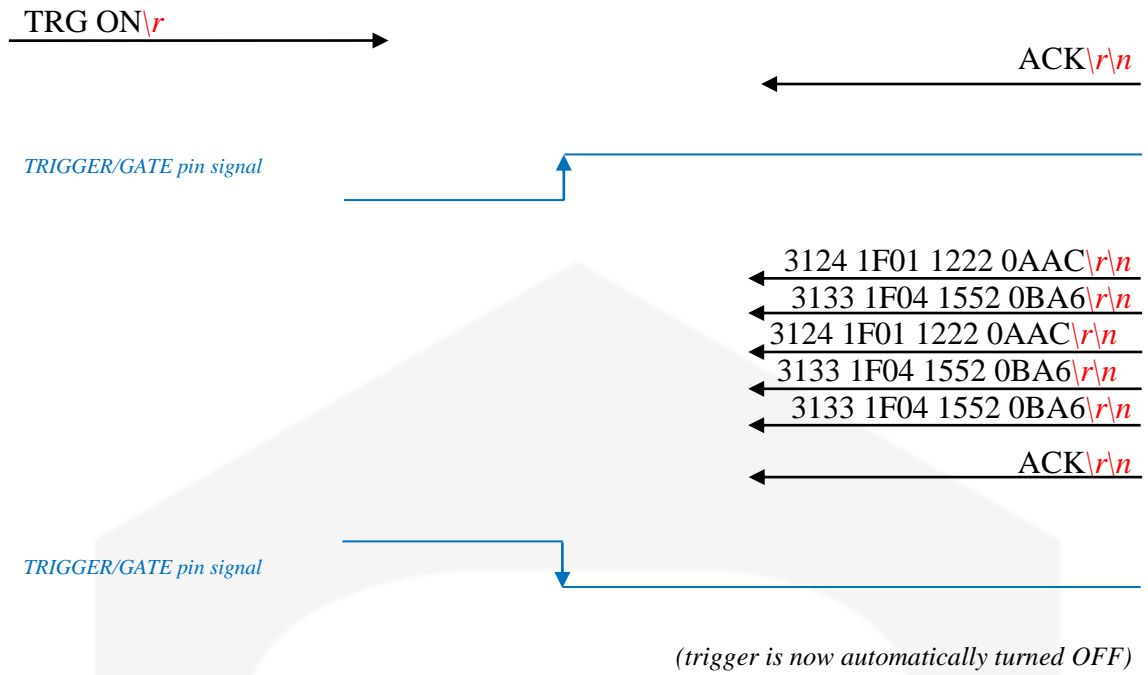 TRG ON\r
ACK\r\n
TRIGGER/GATE pin signal
3124 1F01 1222 0AAC\r\n
3133 1F04 1552 0BA6\r\n
3124 1F01 1222 0AAC\r\n
3133 1F04 1552 0BA6\r\n
3133 1F04 1552 0BA6\r\n
ACK\r\n
TRIGGER/GATE pin signal
(trigger is now automatically turned OFF)